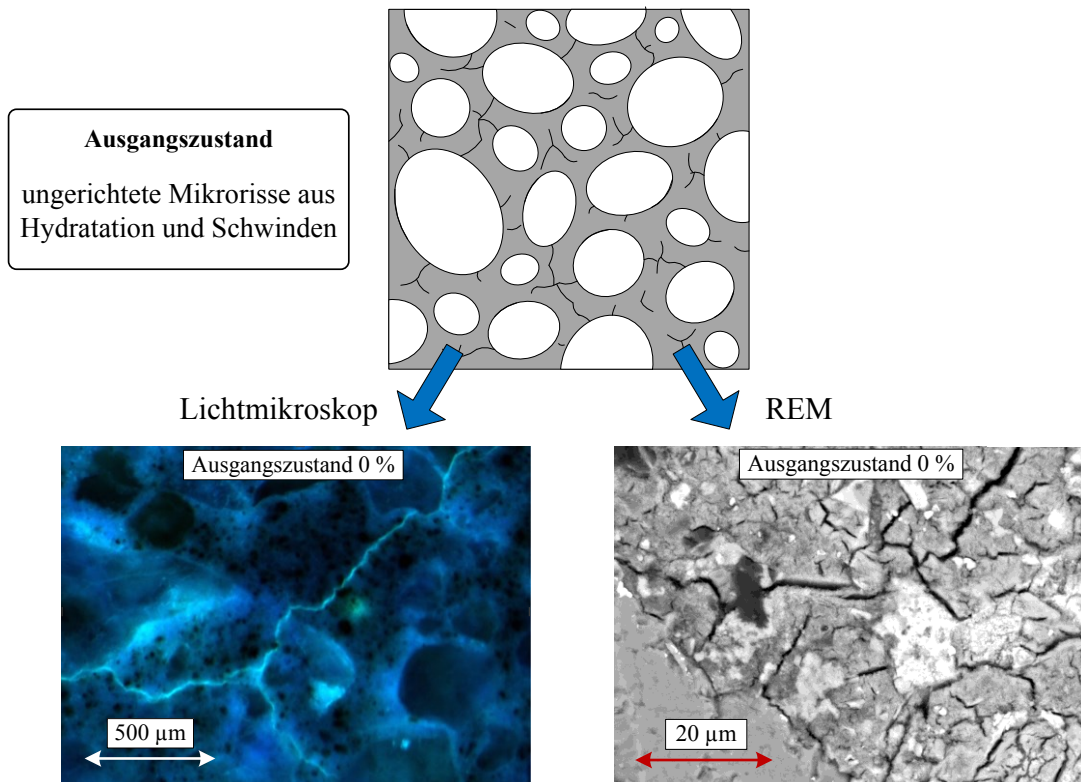 Ausgangszustand
ungerichtete Mikrorisse aus
Hydratation und Schwinden
Lichtmikroskop
REM
Ausgangszustand 0 %
500 µm
Ausgangszustand 0 %
20 µm